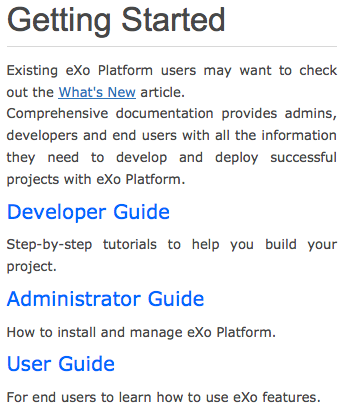 Getting Started
Existing eXo Platform users may want to check
out the What's New article.
Comprehensive documentation provides admins,
developers and end users with all the information
they need to develop and deploy successful
projects with eXo Platform.
Developer Guide
Step-by-step tutorials to help you build your
project.
Administrator Guide
How to install and manage eXo Platform.
User Guide
For end users to learn how to use eXo features.